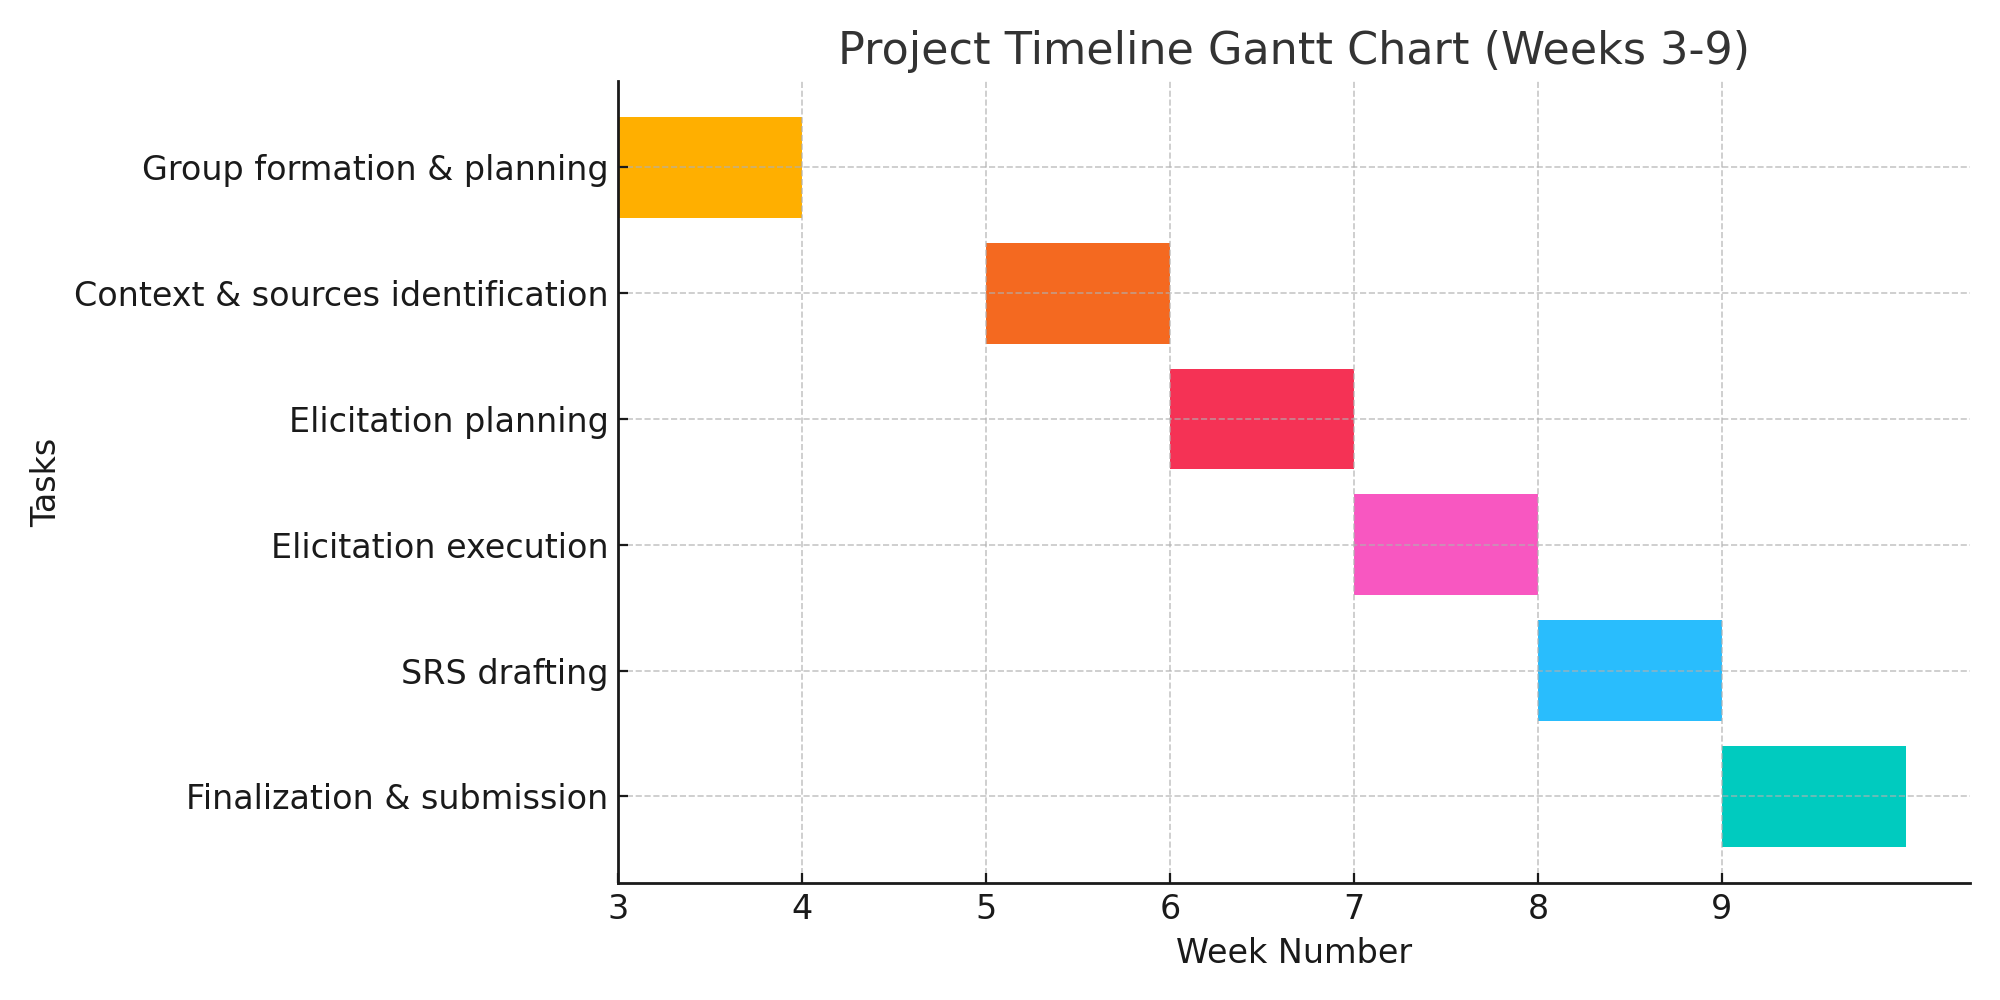 Project Timeline Gantt Chart (Weeks 3-9)
Group formation & planning
Context & sources identification
Elicitation planning
Elicitation execution
SRS drafting
Finalization & submission
Tasks
3 4 5 6 7 8 9
Week Number